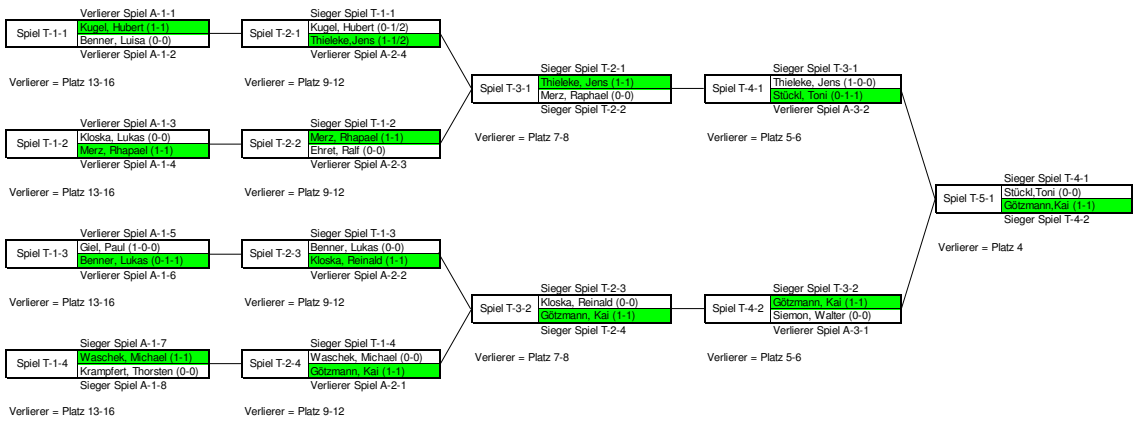 Verlierer Spiel A-1-1
Spiel T-1-1
Kugel, Hubert (1-1)
Benner, Luisa (0-0)
Verlierer Spiel A-1-2
Verlierer = Platz 13-16
Verlierer Spiel A-1-3
Spiel T-1-2
Kloska, Lukas (0-0)
Merz, Rhapael (1-1)
Verlierer Spiel A-1-4
Verlierer = Platz 13-16
Verlierer Spiel A-1-5
Spiel T-1-3
Giel, Paul (1-0-0)
Benner, Lukas (0-1-1)
Verlierer Spiel A-1-6
Verlierer = Platz 13-16
Sieger Spiel A-1-7
Spiel T-1-4
Waschek, Michael (1-1)
Krampfert, Thorsten (0-0)
Sieger Spiel A-1-8
Verlierer = Platz 13-16
Sieger Spiel T-1-1
Spiel T-2-1
Kugel, Hubert (0-1/2)
Thieleke,Jens (1-1/2)
Verlierer Spiel A-2-4
Verlierer = Platz 9-12
Sieger Spiel T-1-2
Spiel T-2-2
Merz, Rhapael (1-1)
Ehret, Ralf (0-0)
Verlierer Spiel A-2-3
Verlierer = Platz 9-12
Sieger Spiel T-1-3
Spiel T-2-3
Benner, Lukas (0-0)
Kloska, Reinald (1-1)
Verlierer Spiel A-2-2
Verlierer = Platz 9-12
Sieger Spiel T-1-4
Spiel T-2-4
Waschek, Michael (0-0)
Götzmann, Kai (1-1)
Verlierer Spiel A-2-1
Verlierer = Platz 9-12
Sieger Spiel T-2-1
Spiel T-3-1
Thieleke, Jens (1-1)
Merz, Raphael (0-0)
Sieger Spiel T-2-2
Verlierer = Platz 7-8
Sieger Spiel T-2-3
Spiel T-3-2
Kloska, Reinald (0-0)
Götzmann, Kai (1-1)
Sieger Spiel T-2-4
Verlierer = Platz 7-8
Sieger Spiel T-3-1
Spiel T-4-1
Thieleke, Jens (1-0-0)
Stückl, Toni (0-1-1)
Verlierer Spiel A-3-2
Verlierer = Platz 5-6
Sieger Spiel T-3-2
Spiel T-4-2
Götzmann, Kai (1-1)
Siemon, Walter (0-0)
Verlierer Spiel A-3-1
Verlierer = Platz 5-6
Sieger Spiel T-4-1
Spiel T-5-1
Stückl,Toni (0-0)
Götzmann,Kai (1-1)
Sieger Spiel T-4-2
Verlierer = Platz 4